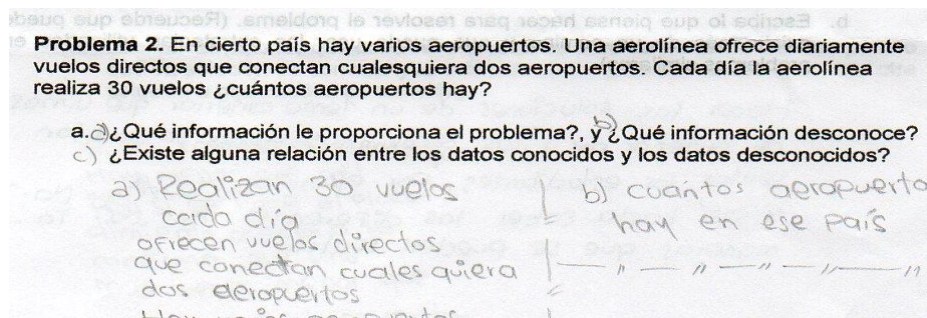 Problema 2. En cierto país hay varios aeropuertos. Una aerolínea ofrece diariamente
vuelos directos que conectan cualesquiera dos aeropuertos. Cada día la aerolínea
realiza 30 vuelos ¿cuántos aeropuertos hay?
a. a) ¿Qué información le proporciona el problema?, y b) ¿Qué información desconoce?
c) ¿Existe alguna relación entre los datos conocidos y los datos desconocidos?
a) Realizan 30 vuelos
cada día
ofrecen vuelos directos
que conectan cuales quiera
dos aeropuertos
b) cuántos aeropuerto
hay en ese país